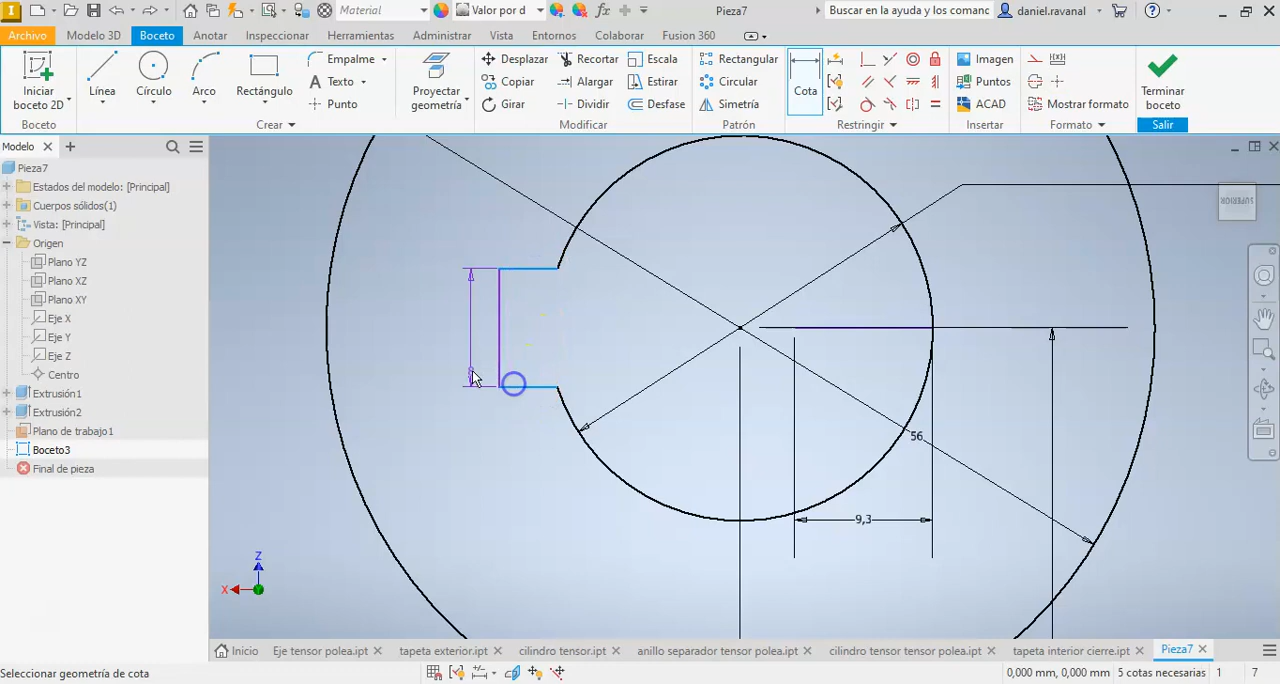 Material
Valor por d
Pieza7
Buscar en la ayuda y los comanc
daniel.ravanal
Archivo Modelo 3D Boceto Anotar Inspeccionar Herramientas Administrar Vista Entornos Colaborar Fusion 360
Iniciar
boceto 2D
Línea
Círculo
Arco
Rectángulo
Empalme
Texto
Punto
Proyectar
geometría
Desplazar Recortar Escala
Copiar Alargar Estirar
Girar Dividir Desfase
Rectangular
Circular
Simetría
Cota
Imagen
Puntos
ACAD
Mostrar formato
Terminar
boceto
Boceto Crear Modificar Patrón Restringir Insertar Formato Salir
Modelo
Pieza7
Estados del modelo: [Principal]
Cuerpos sólidos(1)
Vista: [Principal]
Origen
Plano YZ
Plano XZ
Plano XY
Eje X
Eje Y
Eje Z
Centro
Extrusión1
Extrusión2
Plano de trabajo1
Boceto3
Final de pieza
SUPERIOR
56
9,3
Z
X
Inicio Eje tensor polea.ipt tapeta exterior.ipt cilindro tensor.ipt anillo separador tensor polea.ipt cilindro tensor tensor polea.ipt tapeta interior cierre.ipt Pieza7
Seleccionar geometría de cota
0,000 mm, 0,000 mm 5 cotas necesarias 1 7